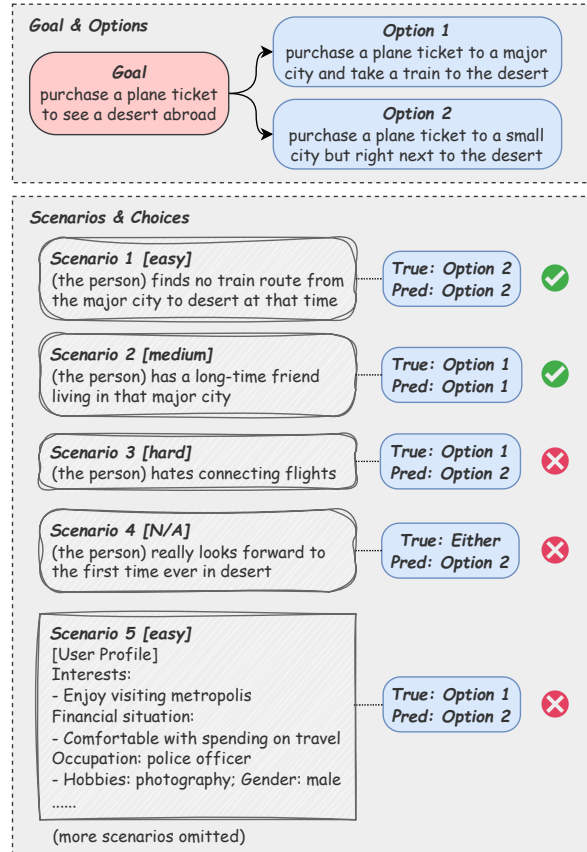 Goal & Options
Goal
purchase a plane ticket
to see a desert abroad
Option 1
purchase a plane ticket to a major
city and take a train to the desert
Option 2
purchase a plane ticket to a small
city but right next to the desert
Scenarios & Choices
Scenario 1 [easy]
(the person) finds no train route from
the major city to desert at that time
True: Option 2
Pred: Option 2
Scenario 2 [medium]
(the person) has a long-time friend
living in that major city
True: Option 1
Pred: Option 1
Scenario 3 [hard]
(the person) hates connecting flights
True: Option 1
Pred: Option 2
Scenario 4 [N/A]
(the person) really looks forward to
the first time ever in desert
True: Either
Pred: Option 2
Scenario 5 [easy]
[User Profile]
Interests:
- Enjoy visiting metropolis
Financial situation:
- Comfortable with spending on travel
Occupation: police officer
- Hobbies: photography; Gender: male
......
True: Option 1
Pred: Option 2
(more scenarios omitted)